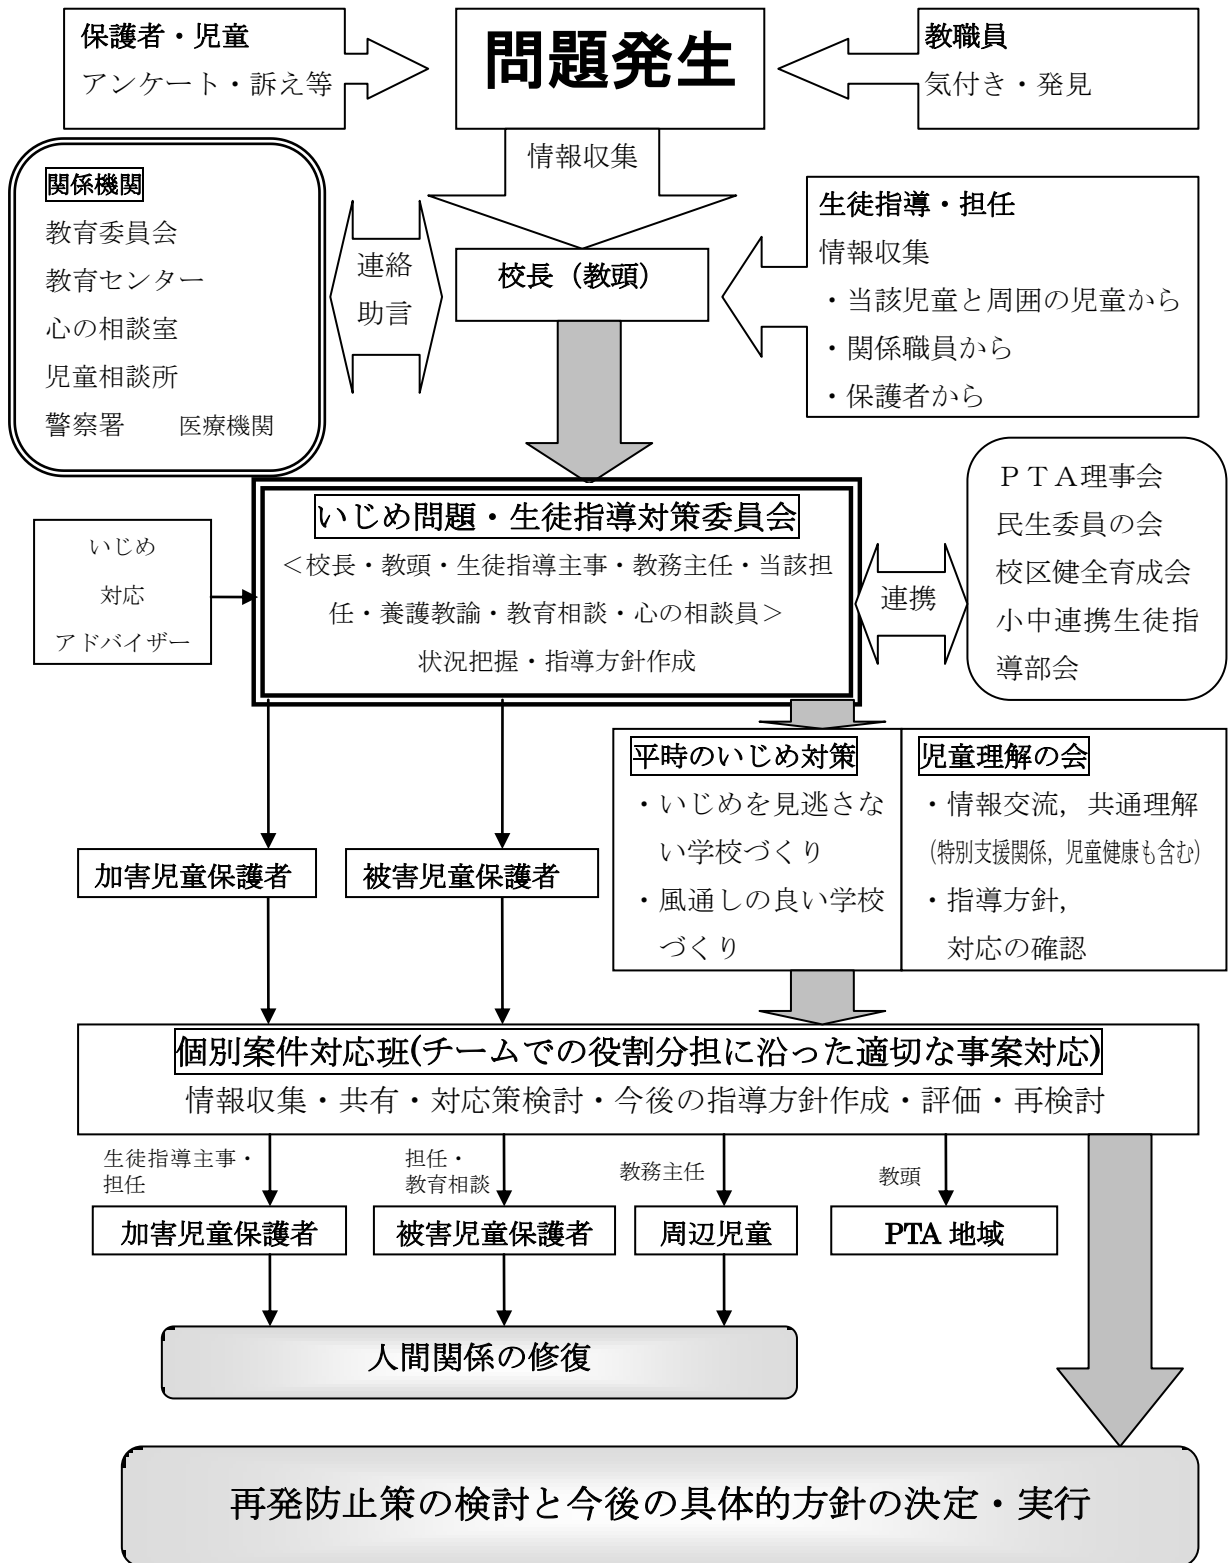 保護者・児童
アンケート・訴え等
問題発生
教職員
気付き・発見
情報収集
関係機関
教育委員会
教育センター
心の相談室
児童相談所
警察署　　医療機関
連絡
助言
校長（教頭）
生徒指導・担任
情報収集
・当該児童と周囲の児童から
・関係職員から
・保護者から
いじめ
対応
アドバイザー
いじめ問題・生徒指導対策委員会
＜校長・教頭・生徒指導主事・教務主任・当該担
任・養護教諭・教育相談・心の相談員＞
状況把握・指導方針作成
連携
ＰＴＡ理事会
民生委員の会
校区健全育成会
小中連携生徒指
導部会
平時のいじめ対策
・いじめを見逃さな
い学校づくり
・風通しの良い学校
づくり
児童理解の会
・情報交流，共通理解
（特別支援関係，児童健康も含む）
・指導方針，
対応の確認
加害児童保護者
被害児童保護者
個別案件対応班(チームでの役割分担に沿った適切な事案対応)
情報収集・共有・対応策検討・今後の指導方針作成・評価・再検討
生徒指導主事・
担任
担任・
教育相談
教務主任
教頭
加害児童保護者
被害児童保護者
周辺児童
PTA 地域
人間関係の修復
再発防止策の検討と今後の具体的方針の決定・実行